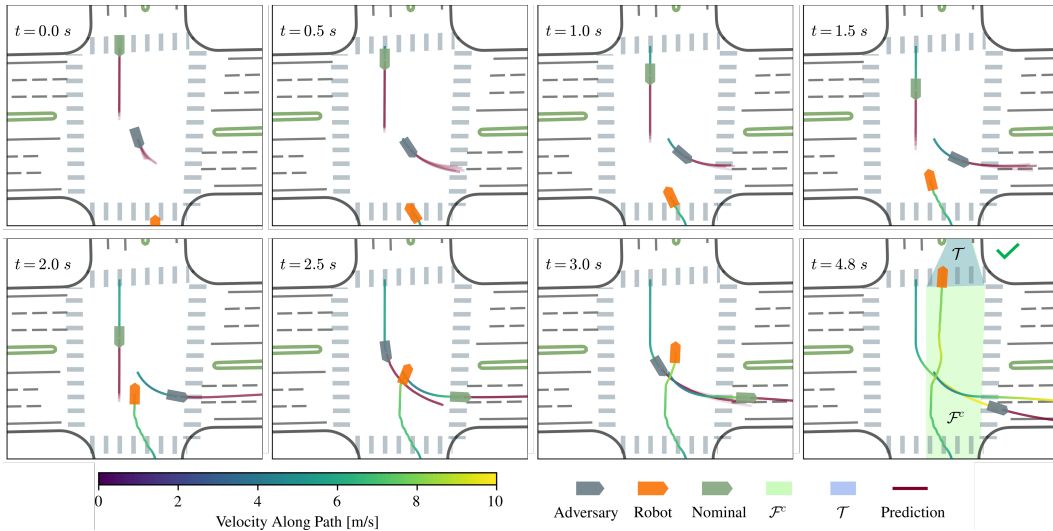 t = 0.0 s
t = 0.5 s
t = 1.0 s
t = 1.5 s
t = 2.0 s
t = 2.5 s
t = 3.0 s
t = 4.8 s
𝒯
ℱᶜ
0 2 4 6 8 10
Velocity Along Path [m/s]
Adversary Robot Nominal ℱᶜ 𝒯 Prediction